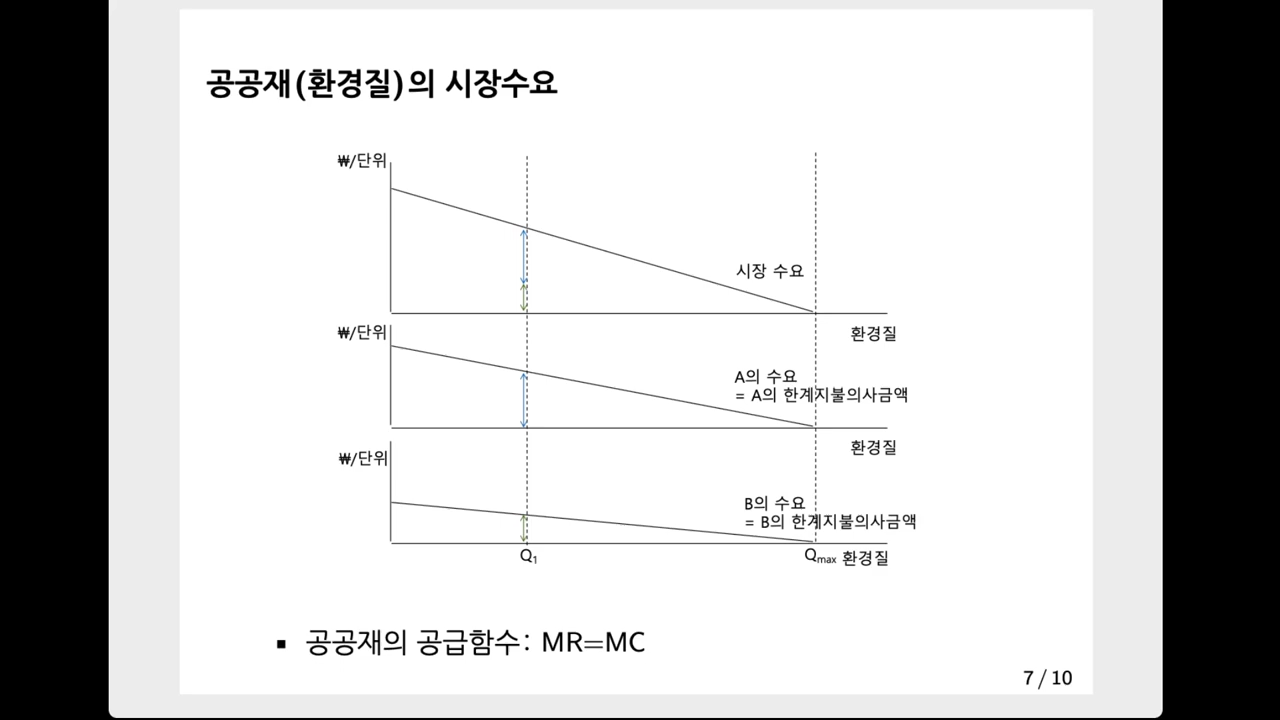 공공재(환경질)의 시장수요
₩/단위
시장 수요
환경질
₩/단위
A의 수요
= A의 한계지불의사금액
환경질
₩/단위
B의 수요
= B의 한계지불의사금액
Q₁
Qmax 환경질
▪ 공공재의 공급함수: MR=MC
7 / 10